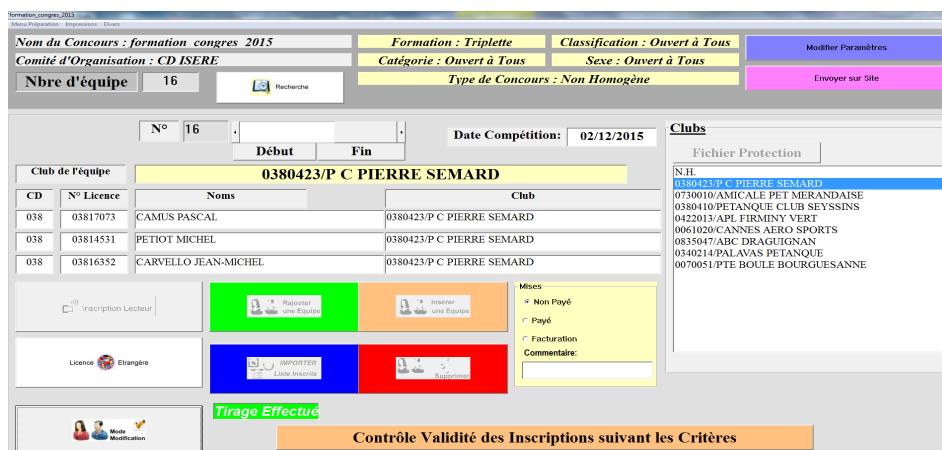 formation_congres_2015
Menu Préparation Impressions Divers
Nom du Concours : formation congres 2015
Formation : Triplette
Classification : Ouvert à Tous
Modifier Paramètres
Comité d'Organisation : CD ISERE
Catégorie : Ouvert à Tous
Sexe : Ouvert à Tous
Nbre d'équipe 16
Recherche
Type de Concours : Non Homogène
Envoyer sur Site
N° 16
Début Fin
Date Compétition: 02/12/2015
Clubs
Fichier Protection
Club de l'équipe
0380423/P C PIERRE SEMARD
N.H.
0380423/P C PIERRE SEMARD
0730010/AMICALE PET MERANDAISE
0380410/PETANQUE CLUB SEYSSINS
0422013/APL FIRMINY VERT
0061020/CANNES AERO SPORTS
0835047/ABC DRAGUIGNAN
0340214/PALAVAS PETANQUE
0070051/PTE BOULE BOURGUESANNE
CD N° Licence Noms Club
038 03817073 CAMUS PASCAL 0380423/P C PIERRE SEMARD
038 03814531 PETIOT MICHEL 0380423/P C PIERRE SEMARD
038 03816352 CARVELLO JEAN-MICHEL 0380423/P C PIERRE SEMARD
Inscription Lecteur
Rajouter
une Equipe
Insérer
une Equipe
Mises
Non Payé
Payé
Facturation
Commentaire:
Licence Etrangère
IMPORTER
Liste Inscrits
Supprimer
Mode
Modification
Tirage Effectué
Contrôle Validité des Inscriptions suivant les Critères